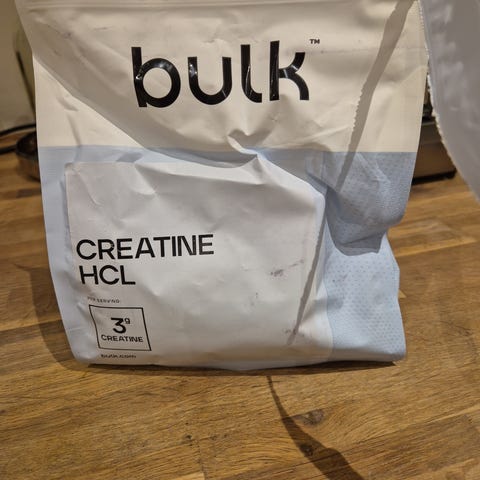 bulk™
CREATINE
HCL
PER SERVING:
3g
CREATINE
bulk.com